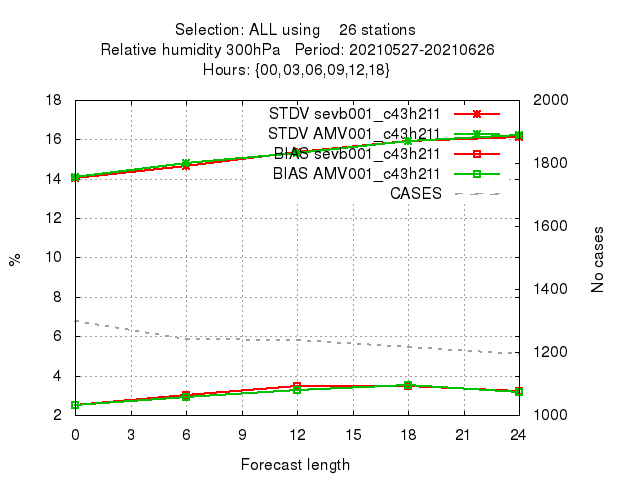 Selection: ALL using    26 stations
Relative humidity 300hPa   Period: 20210527-20210626
Hours: {00,03,06,09,12,18}
STDV sevb001_c43h211
STDV AMV001_c43h211
BIAS sevb001_c43h211
BIAS AMV001_c43h211
CASES
18
16
14
12
10
8
6
4
2
%
2000
1800
1600
1400
1200
1000
No cases
0 3 6 9 12 15 18 21 24
Forecast length